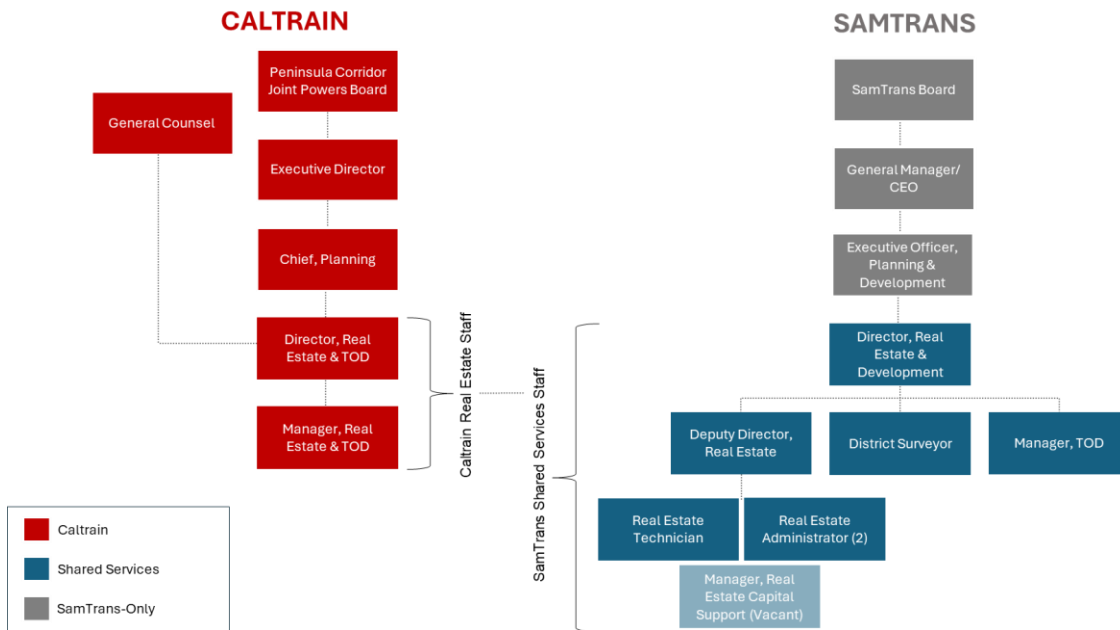 CALTRAIN
Peninsula Corridor
Joint Powers Board
General Counsel
Executive Director
Chief, Planning
Director, Real
Estate & TOD
Manager, Real
Estate & TOD
Caltrain Real Estate Staff
SamTrans Shared Services Staff
SAMTRANS
SamTrans Board
General Manager/
CEO
Executive Officer,
Planning &
Development
Director, Real
Estate &
Development
Deputy Director,
Real Estate
District Surveyor
Manager, TOD
Real Estate
Technician
Real Estate
Administrator (2)
Manager, Real
Estate Capital
Support (Vacant)
Caltrain
Shared Services
SamTrans-Only